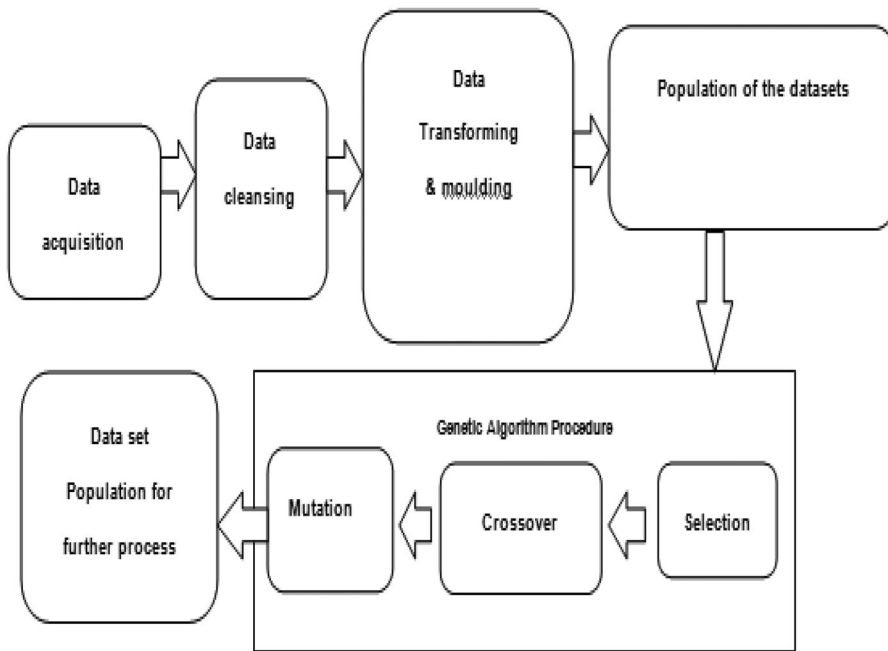 Data
acquisition
Data
cleansing
Data
Transforming
& moulding
Population of the datasets
Genetic Algorithm Procedure
Selection
Crossover
Mutation
Data set
Population for
further process